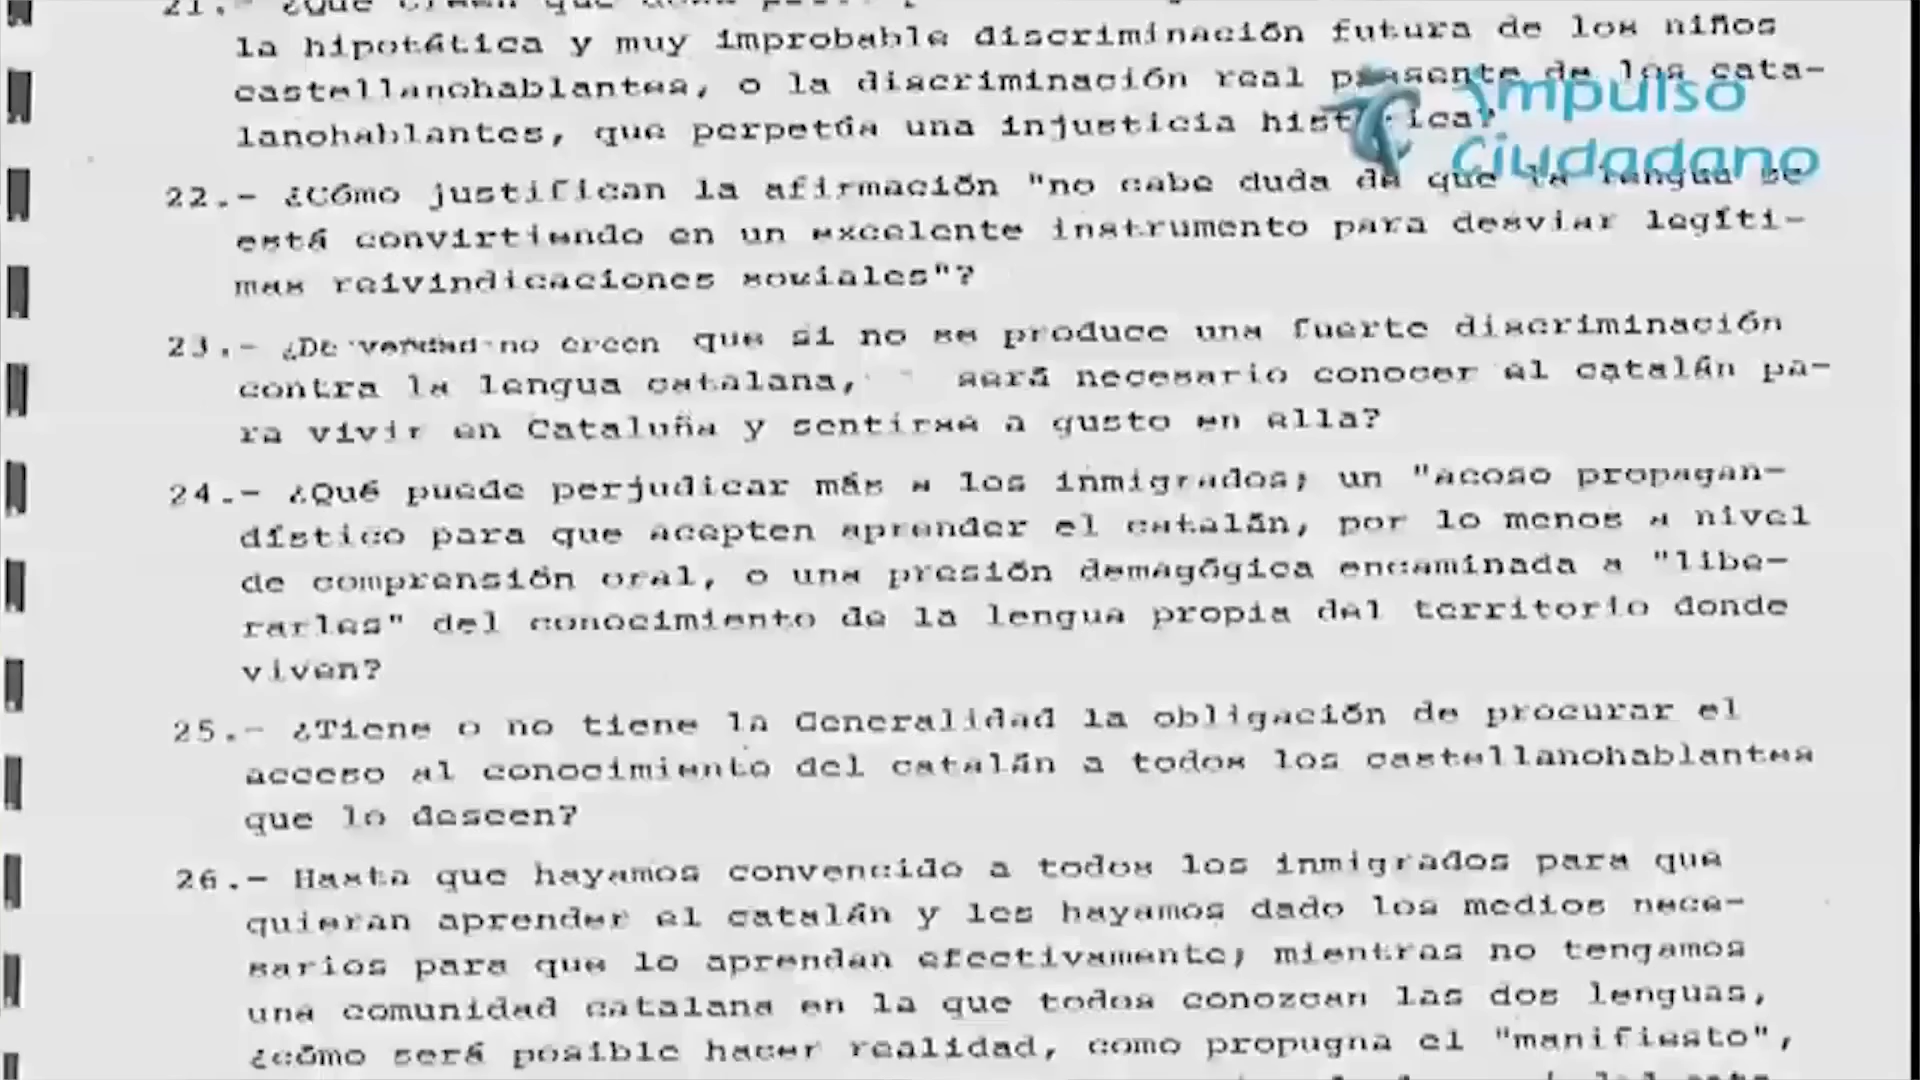 21.- ¿Qué creen que
la hipotética y muy improbable discriminación futura de los niños
castellanohablantes, o la discriminación real presente de los cata-
lanohablantes, que perpetúa una injusticia histórica?
Impulso
Ciudadano
22.- ¿Cómo justifican la afirmación "no cabe duda de que la lengua se
está convirtiendo en un excelente instrumento para desviar legíti-
mas reivindicaciones sociales"?
23.- ¿De verdad no creen que si no se produce una fuerte discriminación
contra la lengua catalana, será necesario conocer el catalán pa-
ra vivir en Cataluña y sentirse a gusto en ella?
24.- ¿Qué puede perjudicar más a los inmigrados; un "acoso propagan-
dístico para que acepten aprender el catalán, por lo menos a nivel
de comprensión oral, o una presión demagógica encaminada a "libe-
rarles" del conocimiento de la lengua propia del territorio donde
viven?
25.- ¿Tiene o no tiene la Generalidad la obligación de procurar el
acceso al conocimiento del catalán a todos los castellanohablantes
que lo deseen?
26.- Hasta que hayamos convencido a todos los inmigrados para que
quieran aprender el catalán y les hayamos dado los medios nece-
sarios para que lo aprendan efectivamente; mientras no tengamos
una comunidad catalana en la que todos conozcan las dos lenguas,
¿cómo será posible hacer realidad, como propugna el "manifiesto",